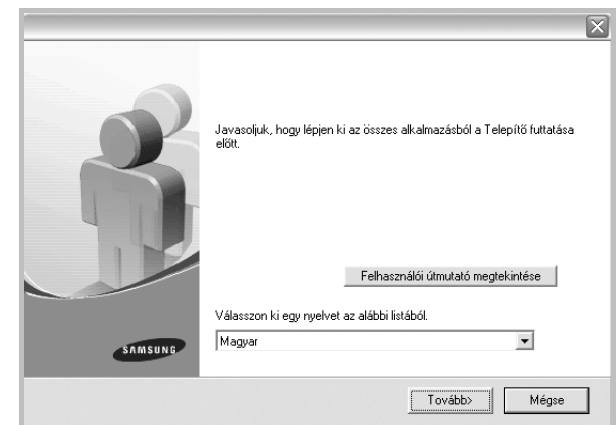 Javasoljuk, hogy lépjen ki az összes alkalmazásból a Telepítő futtatása
előtt.
Felhasználói útmutató megtekintése
Válasszon ki egy nyelvet az alábbi listából.
Magyar
SAMSUNG
Tovább>
Mégse